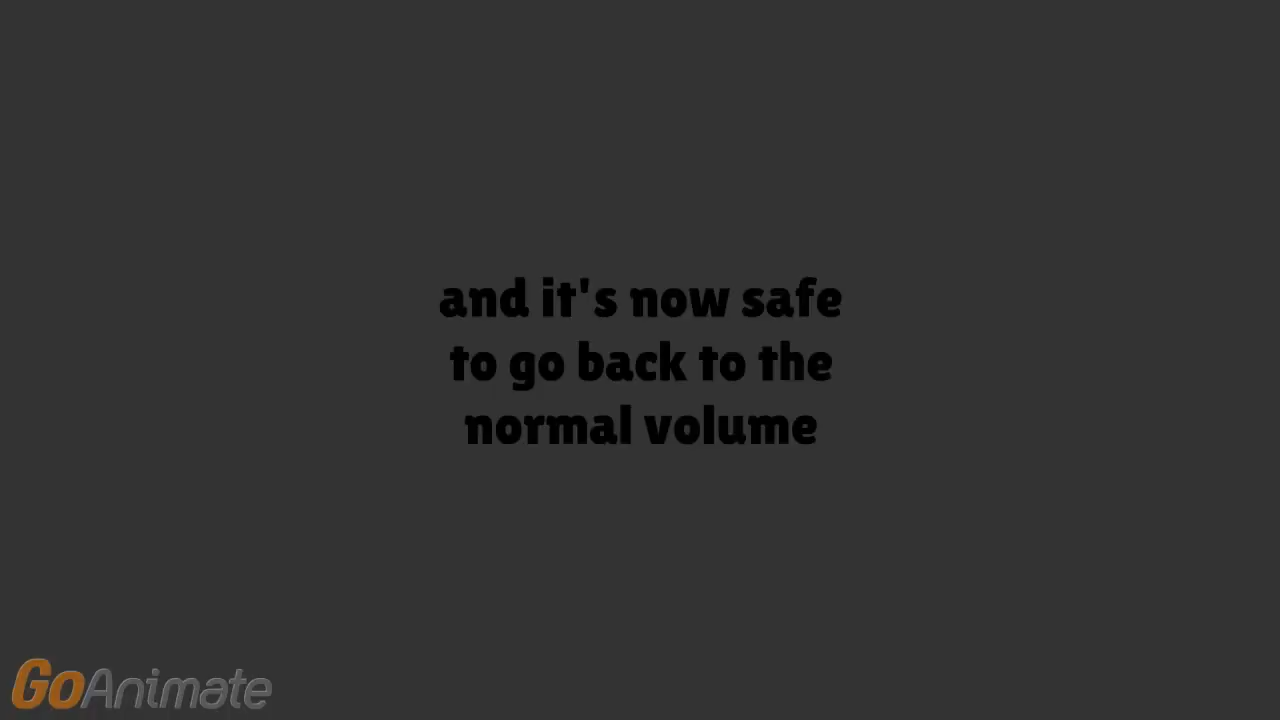 and it's now safe
to go back to the
normal volume
GoAnimate